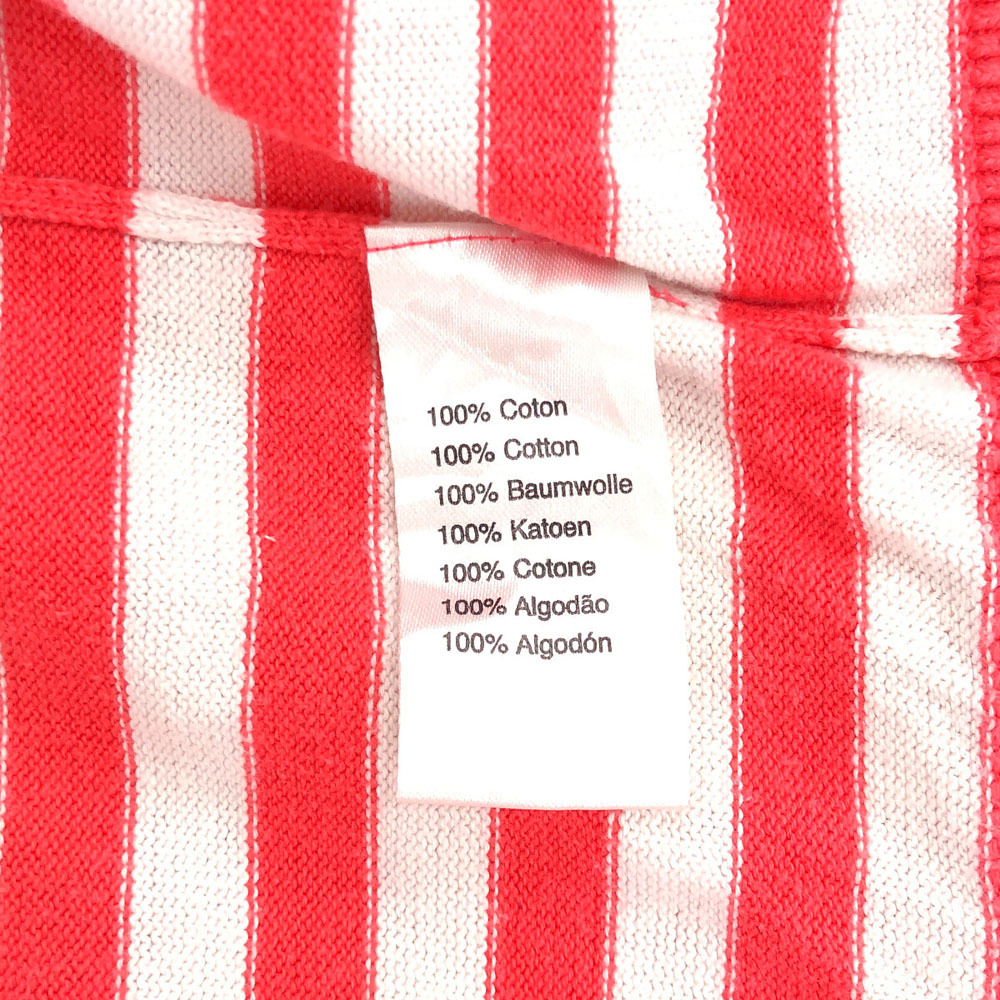 100% Coton
100% Cotton
100% Baumwolle
100% Katoen
100% Cotone
100% Algodão
100% Algodón